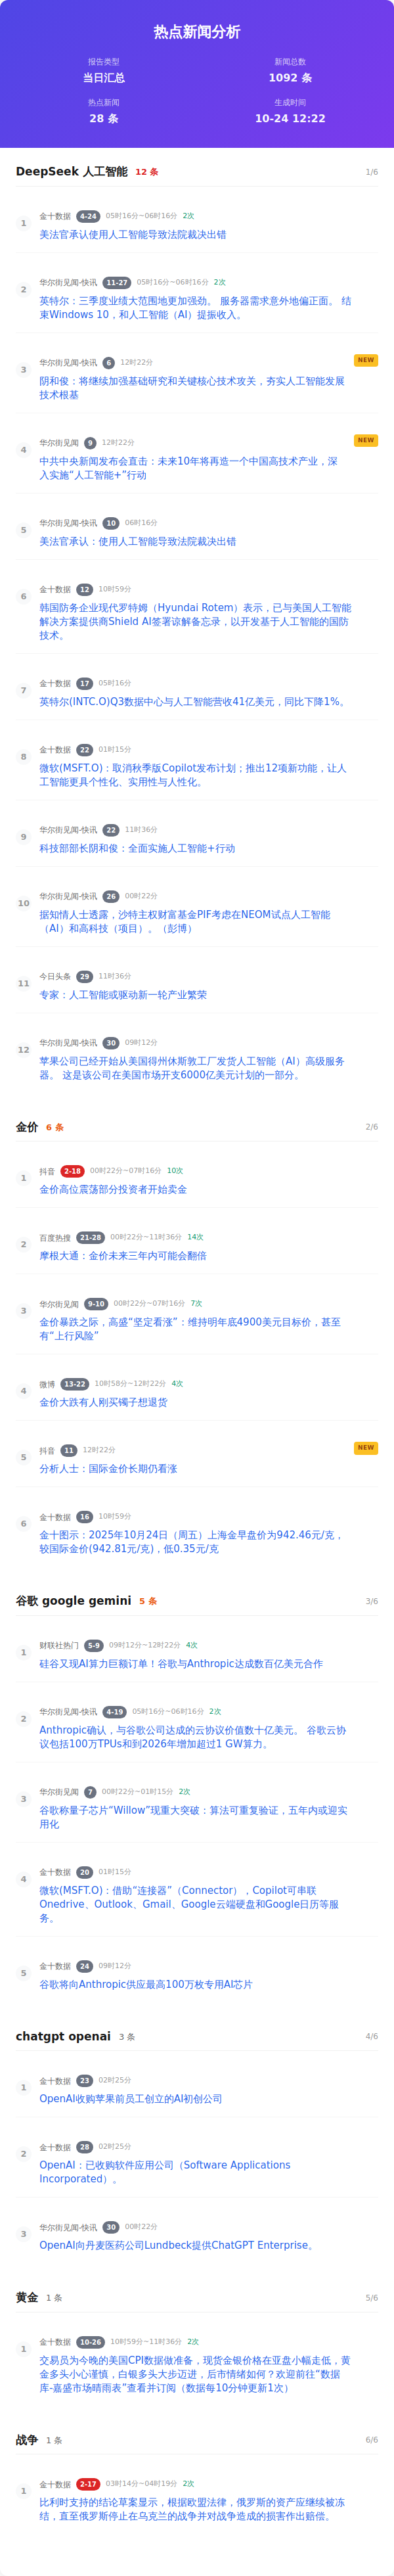 热点新闻分析
报告类型
新闻总数
当日汇总
1092 条
热点新闻
生成时间
28 条
10-24 12:22
DeepSeek 人工智能 12 条 1/6
1 金十数据 4-24 05时16分~06时16分 2次
美法官承认使用人工智能导致法院裁决出错
2 华尔街见闻-快讯 11-27 05时16分~06时16分 2次
英特尔：三季度业绩大范围地更加强劲。 服务器需求意外地偏正面。 结
束Windows 10，和人工智能（AI）提振收入。
3 华尔街见闻-快讯 6 12时22分 NEW
阴和俊：将继续加强基础研究和关键核心技术攻关，夯实人工智能发展
技术根基
4 华尔街见闻 9 12时22分 NEW
中共中央新闻发布会直击：未来10年将再造一个中国高技术产业，深
入实施“人工智能+”行动
5 华尔街见闻-快讯 10 06时16分
美法官承认：使用人工智能导致法院裁决出错
6 金十数据 12 10时59分
韩国防务企业现代罗特姆（Hyundai Rotem）表示，已与美国人工智能
解决方案提供商Shield AI签署谅解备忘录，以开发基于人工智能的国防
技术。
7 金十数据 17 05时16分
英特尔(INTC.O)Q3数据中心与人工智能营收41亿美元，同比下降1%。
8 金十数据 22 01时15分
微软(MSFT.O)：取消秋季版Copilot发布计划；推出12项新功能，让人
工智能更具个性化、实用性与人性化。
9 华尔街见闻-快讯 22 11时36分
科技部部长阴和俊：全面实施人工智能+行动
10 华尔街见闻-快讯 26 00时22分
据知情人士透露，沙特主权财富基金PIF考虑在NEOM试点人工智能
（AI）和高科技（项目）。（彭博）
11 今日头条 29 11时36分
专家：人工智能或驱动新一轮产业繁荣
12 华尔街见闻-快讯 30 09时12分
苹果公司已经开始从美国得州休斯敦工厂发货人工智能（AI）高级服务
器。 这是该公司在美国市场开支6000亿美元计划的一部分。
金价 6 条 2/6
1 抖音 2-18 00时22分~07时16分 10次
金价高位震荡部分投资者开始卖金
2 百度热搜 21-28 00时22分~11时36分 14次
摩根大通：金价未来三年内可能会翻倍
3 华尔街见闻 9-10 00时22分~07时16分 7次
金价暴跌之际，高盛“坚定看涨”：维持明年底4900美元目标价，甚至
有“上行风险”
4 微博 13-22 10时58分~12时22分 4次
金价大跌有人刚买镯子想退货
5 抖音 11 12时22分 NEW
分析人士：国际金价长期仍看涨
6 金十数据 16 10时59分
金十图示：2025年10月24日（周五）上海金早盘价为942.46元/克，
较国际金价(942.81元/克)，低0.35元/克
谷歌 google gemini 5 条 3/6
1 财联社热门 5-9 09时12分~12时22分 4次
硅谷又现AI算力巨额订单！谷歌与Anthropic达成数百亿美元合作
2 华尔街见闻-快讯 4-19 05时16分~06时16分 2次
Anthropic确认，与谷歌公司达成的云协议价值数十亿美元。 谷歌云协
议包括100万TPUs和到2026年增加超过1 GW算力。
3 华尔街见闻 7 00时22分~01时15分 2次
谷歌称量子芯片“Willow”现重大突破：算法可重复验证，五年内或迎实
用化
4 金十数据 20 01时15分
微软(MSFT.O)：借助“连接器”（Connector），Copilot可串联
Onedrive、Outlook、Gmail、Google云端硬盘和Google日历等服
务。
5 金十数据 24 09时12分
谷歌将向Anthropic供应最高100万枚专用AI芯片
chatgpt openai 3 条 4/6
1 金十数据 23 02时25分
OpenAI收购苹果前员工创立的AI初创公司
2 金十数据 28 02时25分
OpenAI：已收购软件应用公司（Software Applications
Incorporated）。
3 华尔街见闻-快讯 30 00时22分
OpenAI向丹麦医药公司Lundbeck提供ChatGPT Enterprise。
黄金 1 条 5/6
1 金十数据 10-26 10时59分~11时36分 2次
交易员为今晚的美国CPI数据做准备，现货金银价格在亚盘小幅走低，黄
金多头小心谨慎，白银多头大步迈进，后市情绪如何？欢迎前往“数据
库-嘉盛市场晴雨表”查看并订阅（数据每10分钟更新1次）
战争 1 条 6/6
1 金十数据 2-17 03时14分~04时19分 2次
比利时支持的结论草案显示，根据欧盟法律，俄罗斯的资产应继续被冻
结，直至俄罗斯停止在乌克兰的战争并对战争造成的损害作出赔偿。